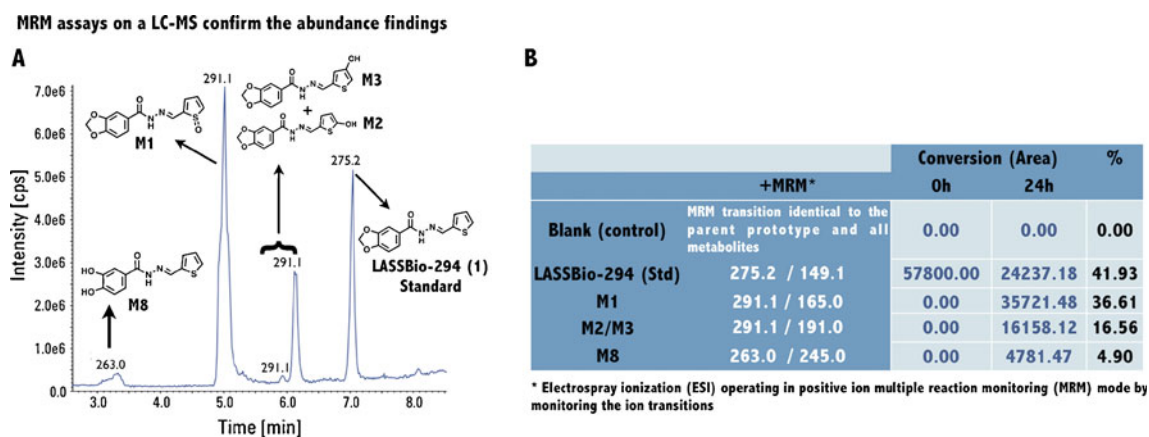 MRM assays on a LC-MS confirm the abundance findings
A
B
Intensity [cps]
7.0e6
6.0e6
5.0e6
4.0e6
3.0e6
2.0e6
1.0e6
0.0
3.0 4.0 5.0 6.0 7.0 8.0
Time [min]
291.1
M1
M3
+
M2
275.2
LASSBio-294 (1)
Standard
291.1
M8
263.0
291.1
O
N
NH
S
OH
HO
Conversion (Area) %
+MRM* 0h 24h
Blank (control) MRM transition identical to the parent prototype and all metabolites 0.00 0.00 0.00
LASSBio-294 (Std) 275.2 / 149.1 57800.00 24237.18 41.93
M1 291.1 / 165.0 0.00 35721.48 36.61
M2/M3 291.1 / 191.0 0.00 16158.12 16.56
M8 263.0 / 245.0 0.00 4781.47 4.90
* Electrospray ionization (ESI) operating in positive ion multiple reaction monitoring (MRM) mode by
monitoring the ion transitions